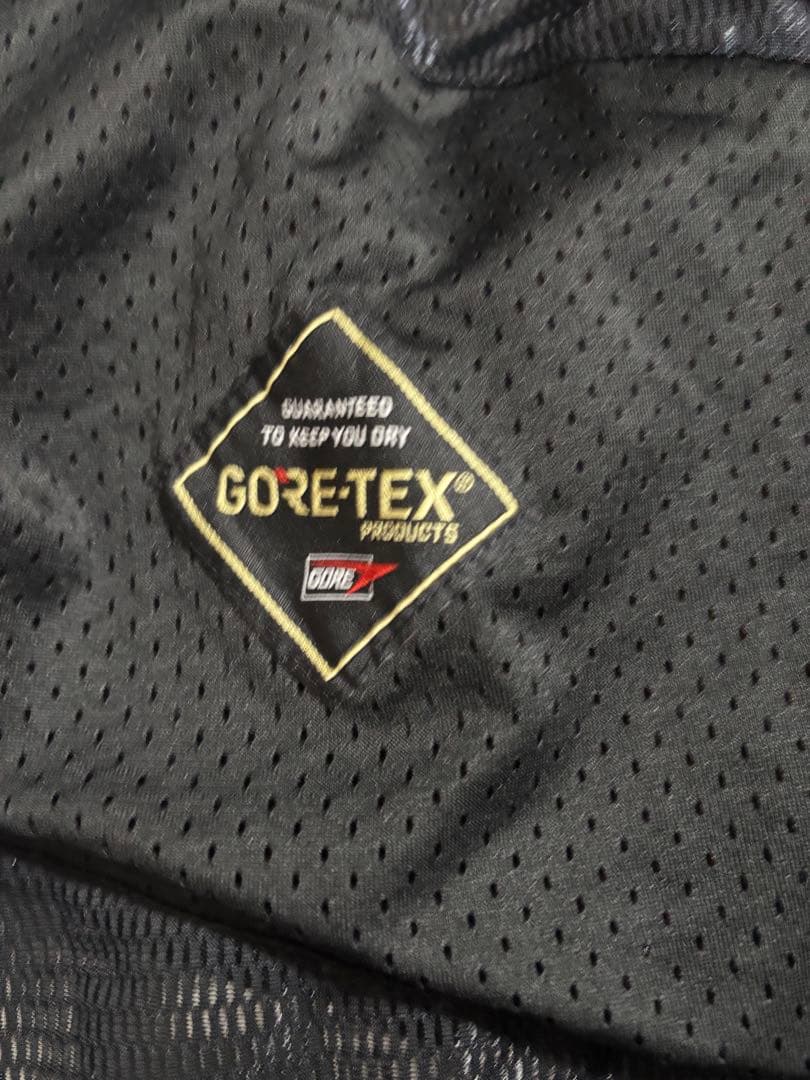 GUARANTEED
TO KEEP YOU DRY
GORE-TEX®
PRODUCTS
GORE